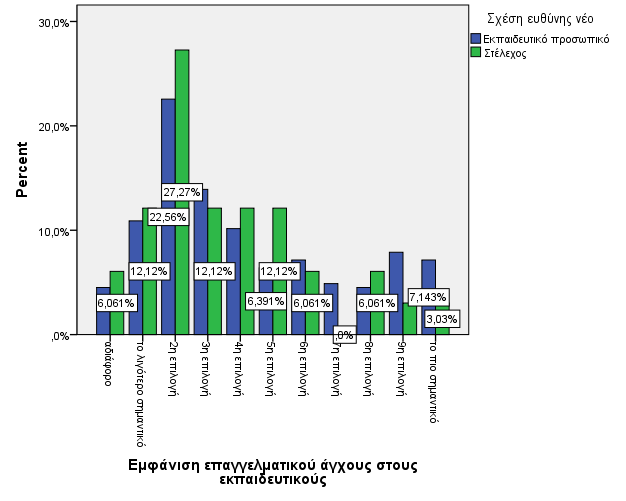 30,0%
20,0%
10,0%
,0%
Percent
Σχέση ευθύνης νέο
Εκπαιδευτικό προσωπικό
Στέλεχος
27,27%
22,56%
12,12%
12,12%
12,12%
6,061%
6,391%
6,061%
6,061%
7,143%
3,03%
,0%
αδιάφορο
το λιγότερο σημαντικό
2η επιλογή
3η επιλογή
4η επιλογή
5η επιλογή
6η επιλογή
7η επιλογή
8η επιλογή
9η επιλογή
το πιο σημαντικό
Εμφάνιση επαγγελματικού άγχους στους
εκπαιδευτικούς